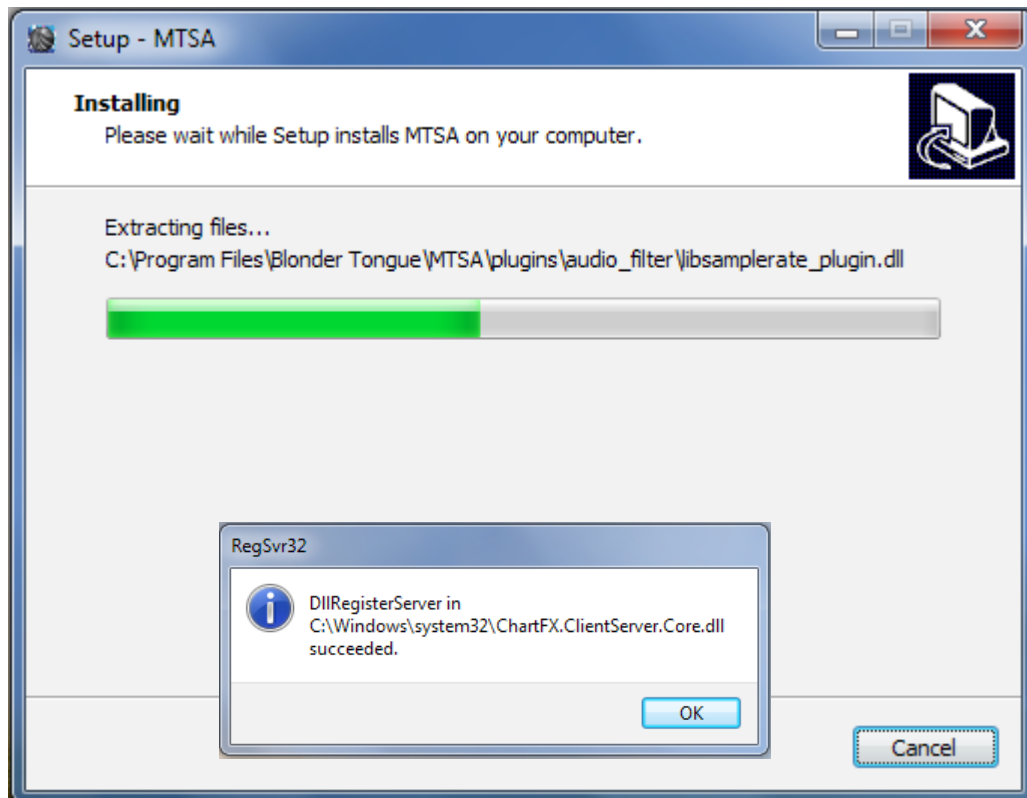 Setup - MTSA
Installing
Please wait while Setup installs MTSA on your computer.
Extracting files...
C:\Program Files\Blonder Tongue\MTSA\plugins\audio_filter\libsamplerate_plugin.dll
RegSvr32
DllRegisterServer in
C:\Windows\system32\ChartFX.ClientServer.Core.dll
succeeded.
OK
Cancel